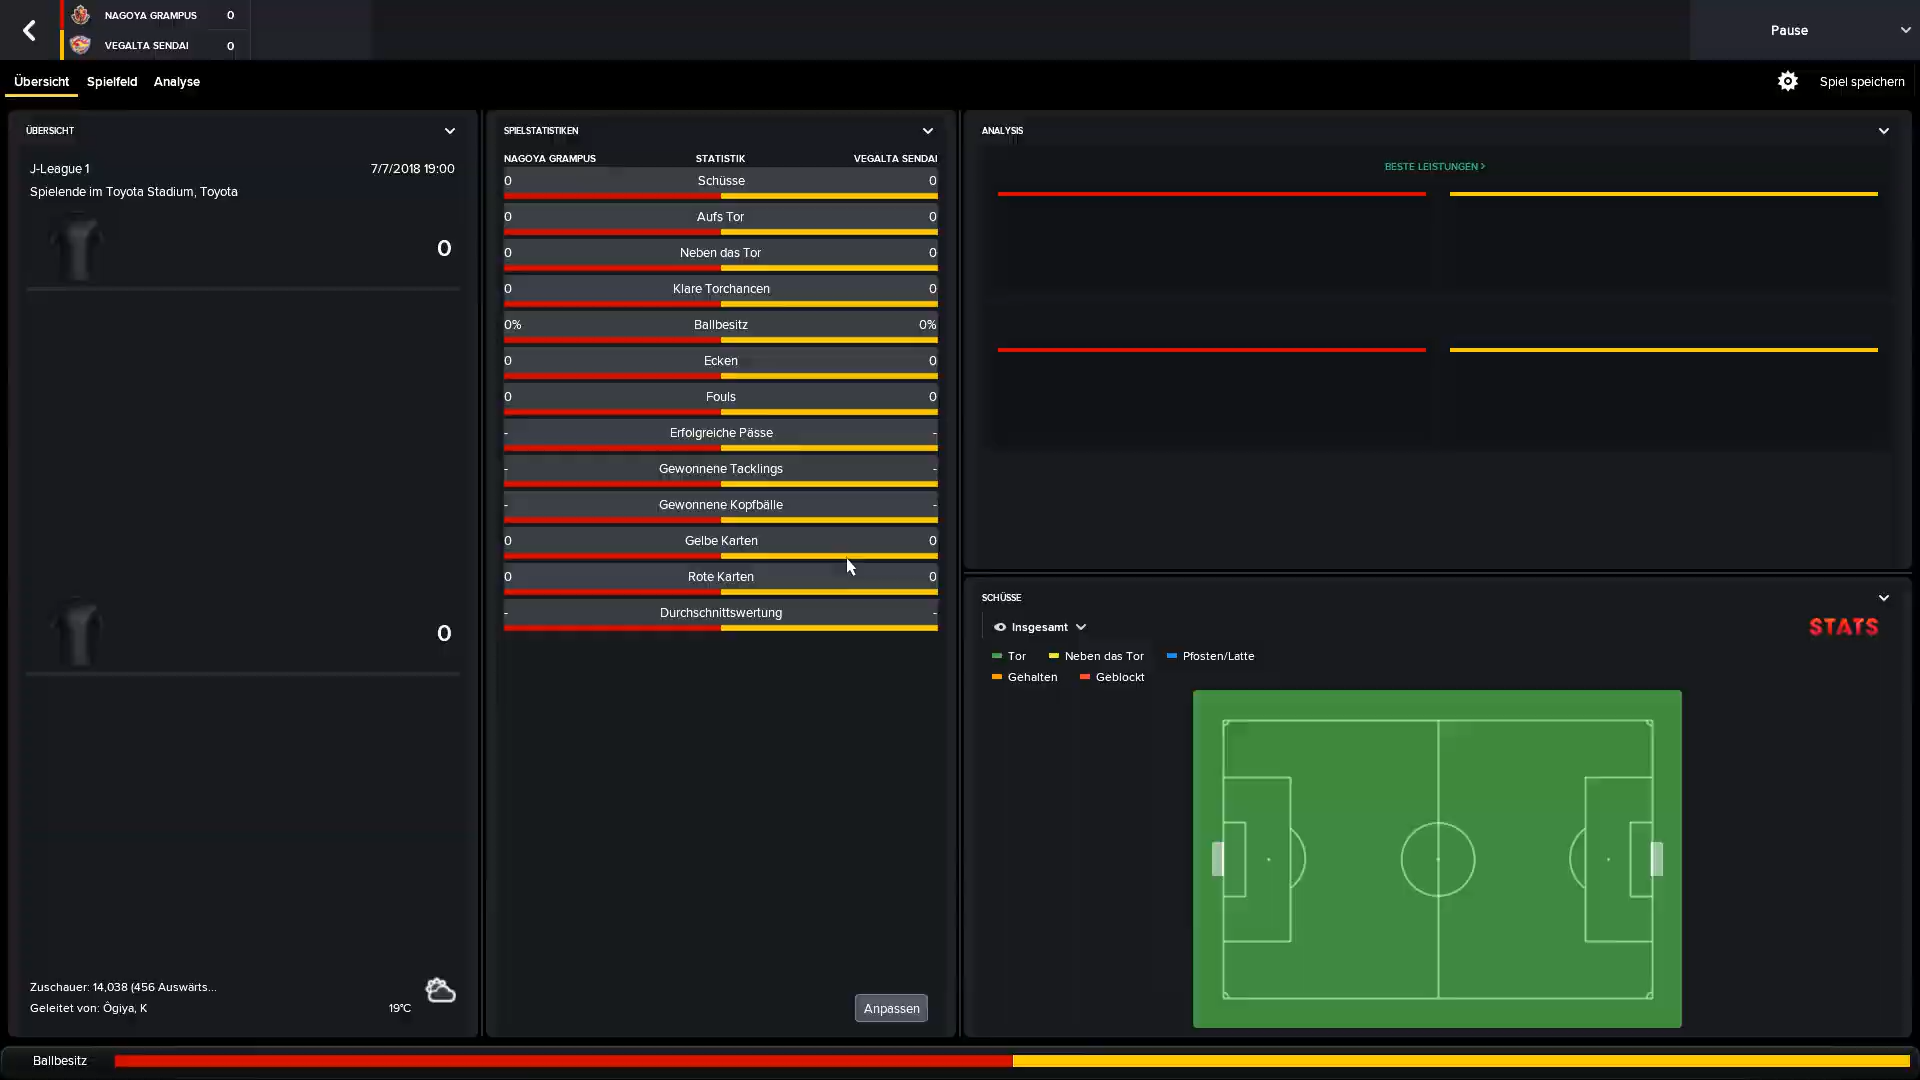 NAGOYA GRAMPUS 0
VEGALTA SENDAI 0
Pause
Übersicht Spielfeld Analyse
Spiel speichern
ÜBERSICHT
J-League 1 7/7/2018 19:00
Spielende im Toyota Stadium, Toyota
0
0
Zuschauer: 14,038 (456 Auswärts...
Geleitet von: Ôgiya, K 19°C
SPIELSTATISTIKEN
NAGOYA GRAMPUS STATISTIK VEGALTA SENDAI
0 Schüsse 0
0 Aufs Tor 0
0 Neben das Tor 0
0 Klare Torchancen 0
0% Ballbesitz 0%
0 Ecken 0
0 Fouls 0
- Erfolgreiche Pässe -
- Gewonnene Tacklings -
- Gewonnene Kopfbälle -
0 Gelbe Karten 0
0 Rote Karten 0
- Durchschnittswertung -
Anpassen
ANALYSIS
BESTE LEISTUNGEN >
SCHÜSSE
Insgesamt
STATS
Tor Neben das Tor Pfosten/Latte
Gehalten Geblockt
Ballbesitz